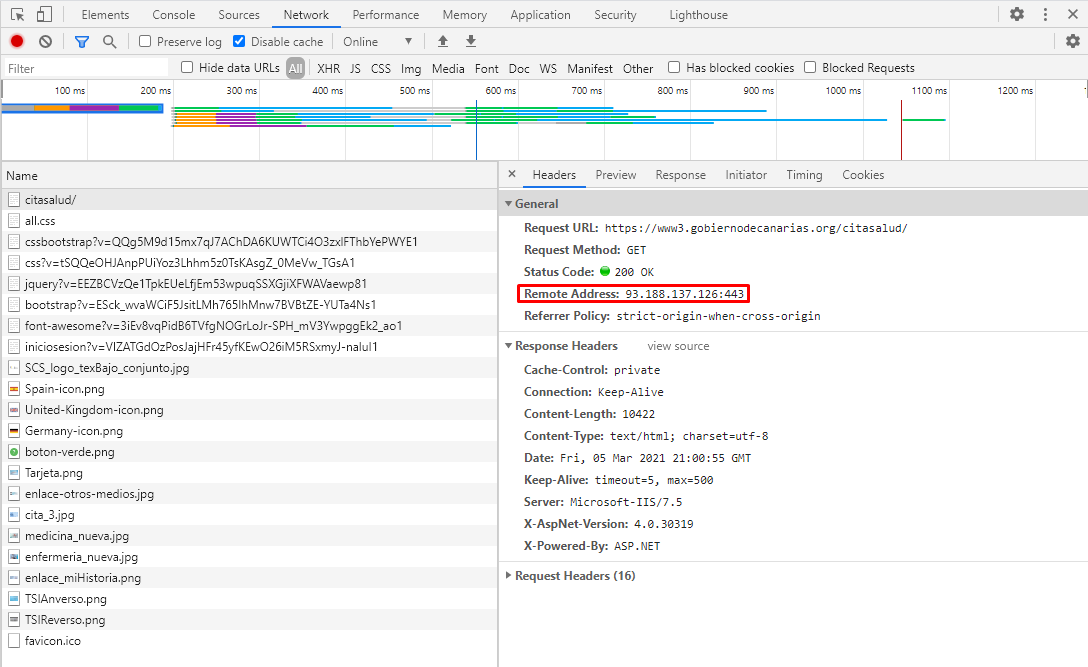 Elements Console Sources Network Performance Memory Application Security Lighthouse
Preserve log Disable cache Online
Filter Hide data URLs All XHR JS CSS Img Media Font Doc WS Manifest Other Has blocked cookies Blocked Requests
100 ms 200 ms 300 ms 400 ms 500 ms 600 ms 700 ms 800 ms 900 ms 1000 ms 1100 ms 1200 ms
Name
citasalud/
all.css
cssbootstrap?v=QQg5M9d15mx7qJ7AChDA6KUWTCi4O3zxIFThbYePWYE1
css?v=tSQQeOHJAnpPUiYoz3Lhhm5z0TsKAsgZ_0MeVw_TGsA1
jquery?v=EEZBCVzQe1TpkEUeLfjEm53wpuqSSXGjiXFWAVaewp81
bootstrap?v=ESck_wvaWCiF5JsitLMh765IhMnw7BVBtZE-YUTa4Ns1
font-awesome?v=3iEv8vqPidB6TVfgNOGrLoJr-SPH_mV3YwpggEk2_ao1
iniciosesion?v=VIZATGdOzPosJajHFr45yfKEwO26iM5RSxmyJ-naluI1
SCS_logo_texBajo_conjunto.jpg
Spain-icon.png
United-Kingdom-icon.png
Germany-icon.png
boton-verde.png
Tarjeta.png
enlace-otros-medios.jpg
cita_3.jpg
medicina_nueva.jpg
enfermeria_nueva.jpg
enlace_miHistoria.png
TSIAnverso.png
TSIReverso.png
favicon.ico
Headers Preview Response Initiator Timing Cookies
General
Request URL: https://www3.gobiernodecanarias.org/citasalud/
Request Method: GET
Status Code: 200 OK
Remote Address: 93.188.137.126:443
Referrer Policy: strict-origin-when-cross-origin
Response Headers view source
Cache-Control: private
Connection: Keep-Alive
Content-Length: 10422
Content-Type: text/html; charset=utf-8
Date: Fri, 05 Mar 2021 21:00:55 GMT
Keep-Alive: timeout=5, max=500
Server: Microsoft-IIS/7.5
X-AspNet-Version: 4.0.30319
X-Powered-By: ASP.NET
Request Headers (16)